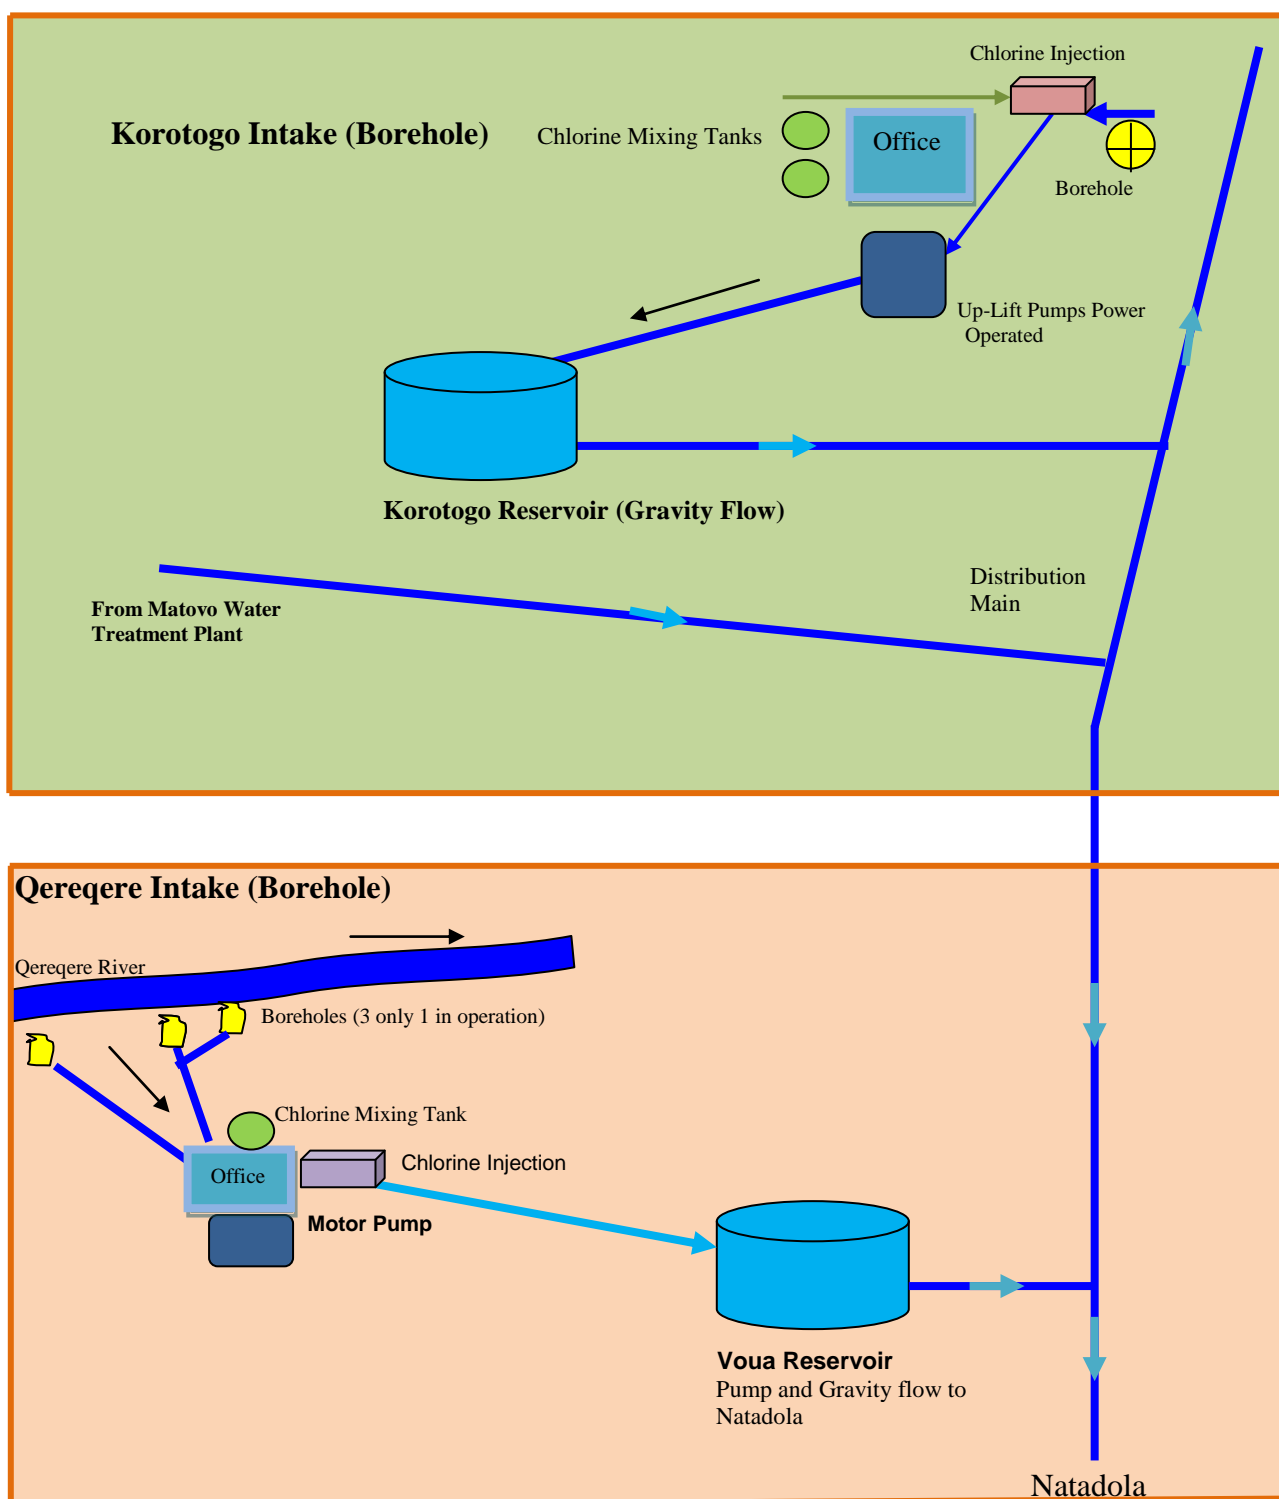 Chlorine Injection
Korotogo Intake (Borehole)
Chlorine Mixing Tanks
Office
Borehole
Up-Lift Pumps Power
Operated
Korotogo Reservoir (Gravity Flow)
Distribution
Main
From Matovo Water
Treatment Plant
Qereqere Intake (Borehole)
Qereqere River
Boreholes (3 only 1 in operation)
Chlorine Mixing Tank
Chlorine Injection
Office
Motor Pump
Voua Reservoir
Pump and Gravity flow to
Natadola
Natadola